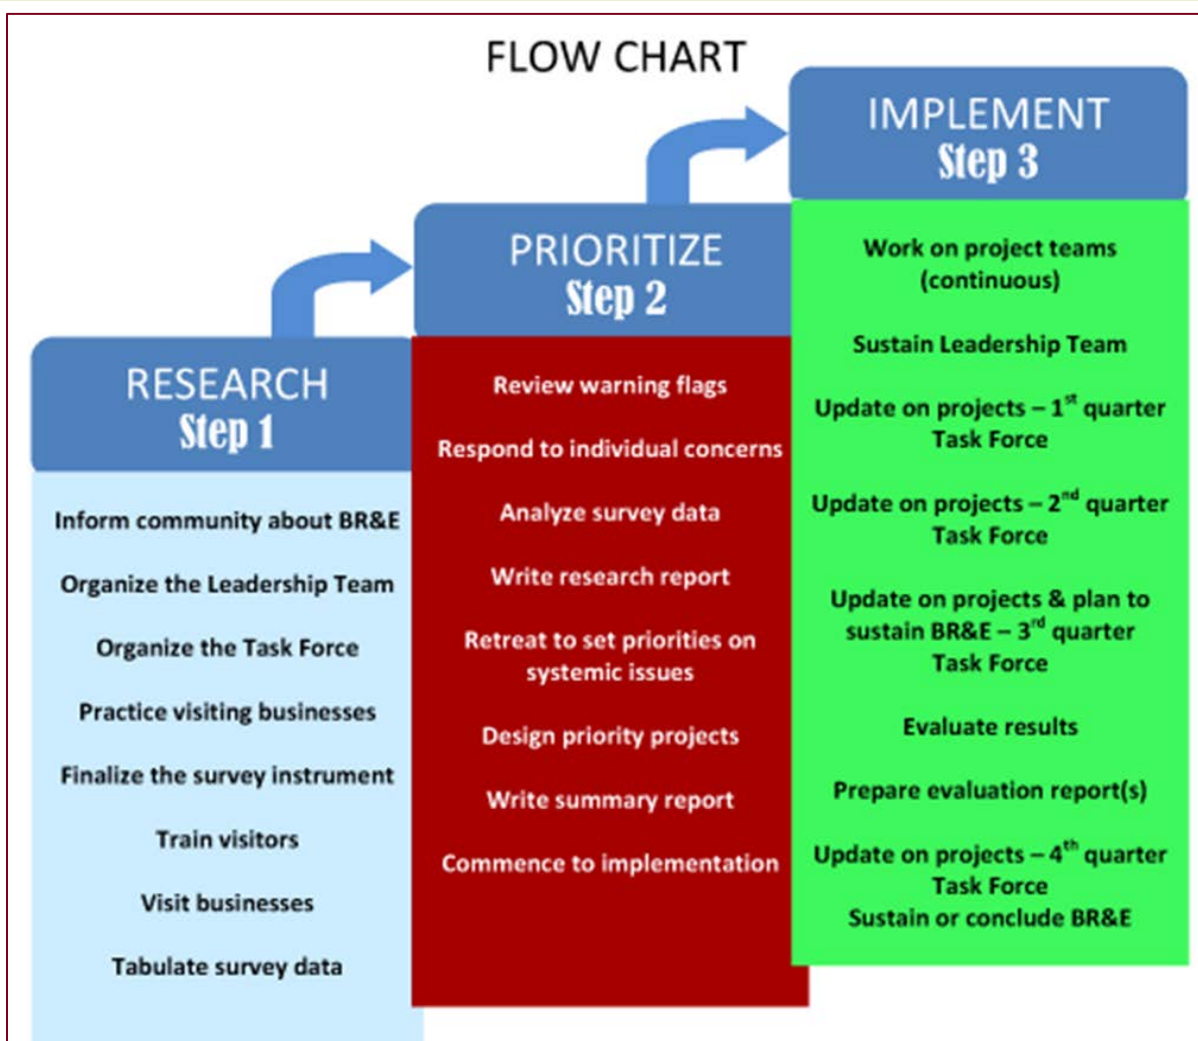 FLOW CHART
RESEARCH
Step 1
Inform community about BR&E
Organize the Leadership Team
Organize the Task Force
Practice visiting businesses
Finalize the survey instrument
Train visitors
Visit businesses
Tabulate survey data
PRIORITIZE
Step 2
Review warning flags
Respond to individual concerns
Analyze survey data
Write research report
Retreat to set priorities on
systemic issues
Design priority projects
Write summary report
Commence to implementation
IMPLEMENT
Step 3
Work on project teams
(continuous)
Sustain Leadership Team
Update on projects – 1st quarter
Task Force
Update on projects – 2nd quarter
Task Force
Update on projects & plan to
sustain BR&E – 3rd quarter
Task Force
Evaluate results
Prepare evaluation report(s)
Update on projects – 4th quarter
Task Force
Sustain or conclude BR&E